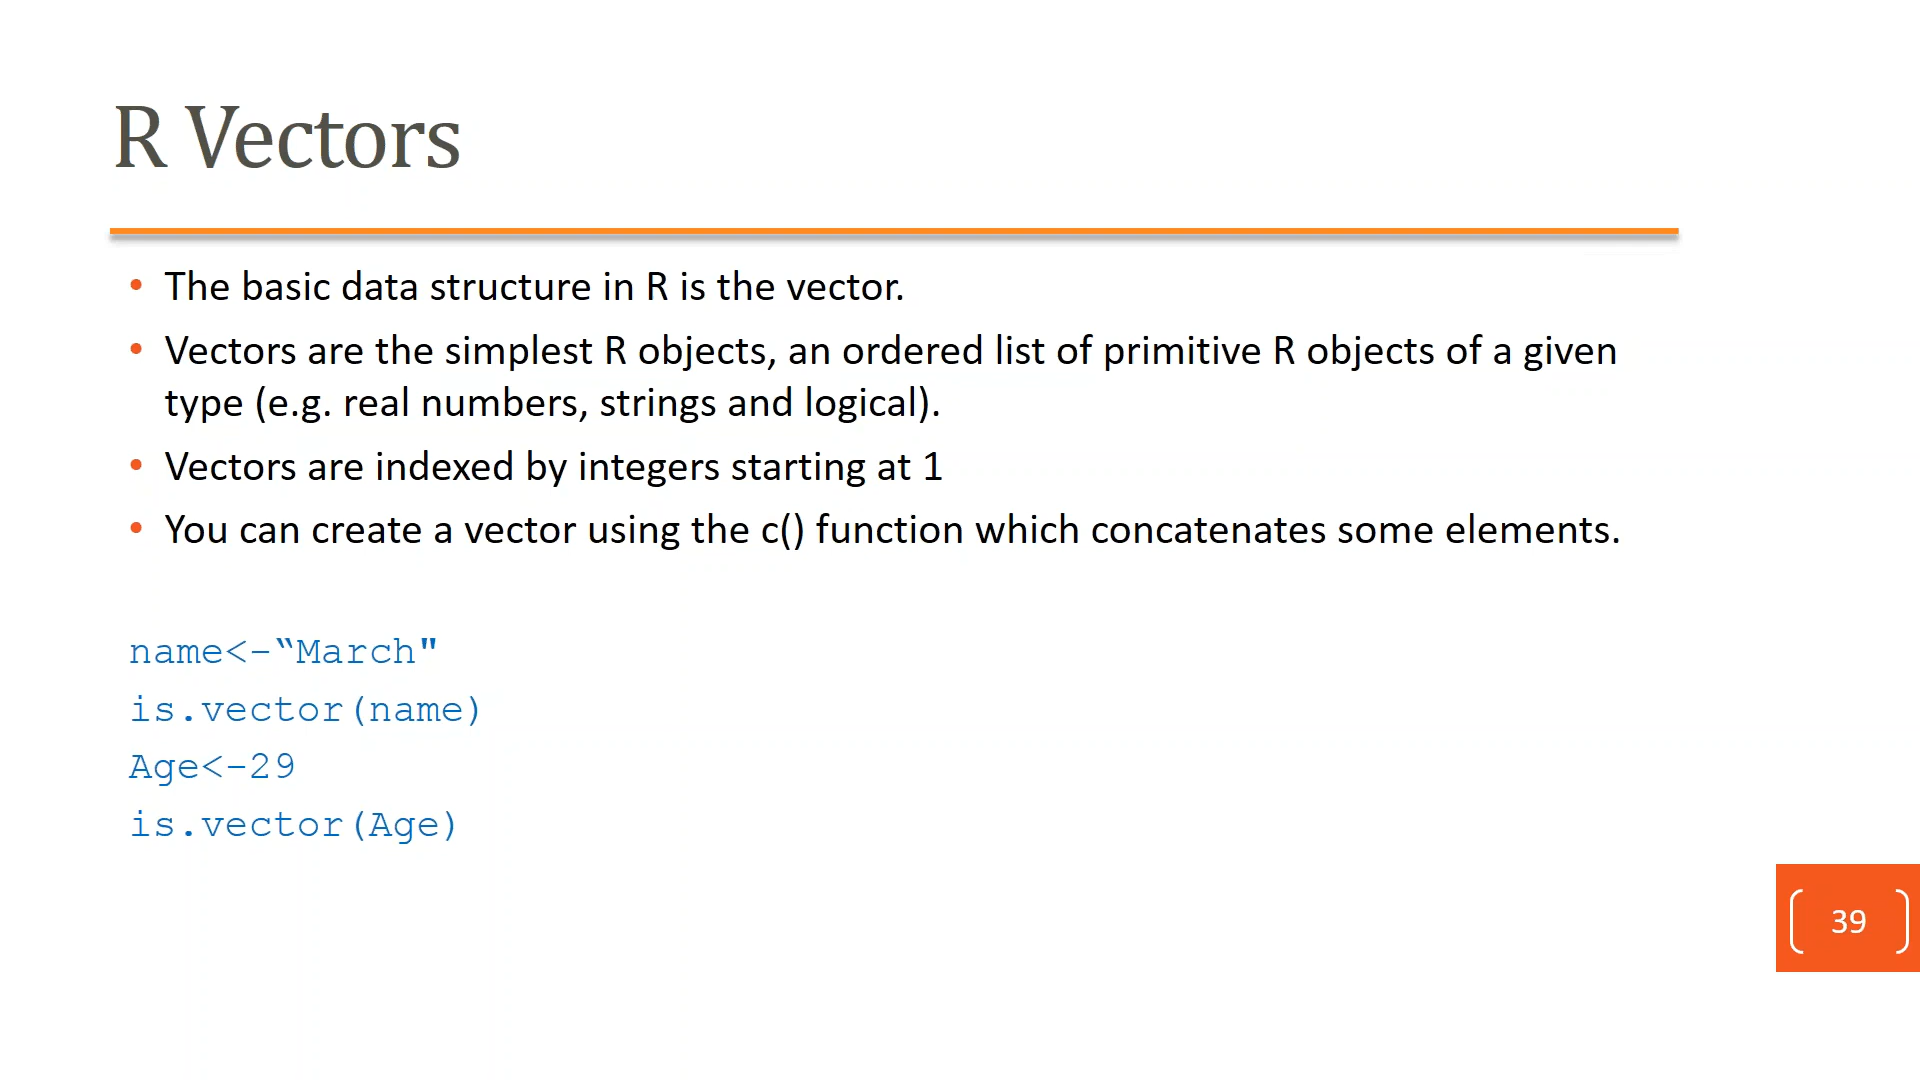 R Vectors
• The basic data structure in R is the vector.
• Vectors are the simplest R objects, an ordered list of primitive R objects of a given
type (e.g. real numbers, strings and logical).
• Vectors are indexed by integers starting at 1
• You can create a vector using the c() function which concatenates some elements.
name<-“March"
is.vector(name)
Age<-29
is.vector(Age)
39